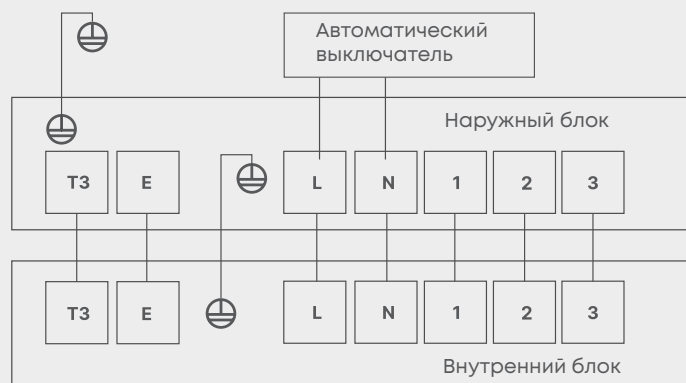 Автоматический
выключатель
Наружный блок
T3 E L N 1 2 3
T3 E L N 1 2 3
Внутренний блок